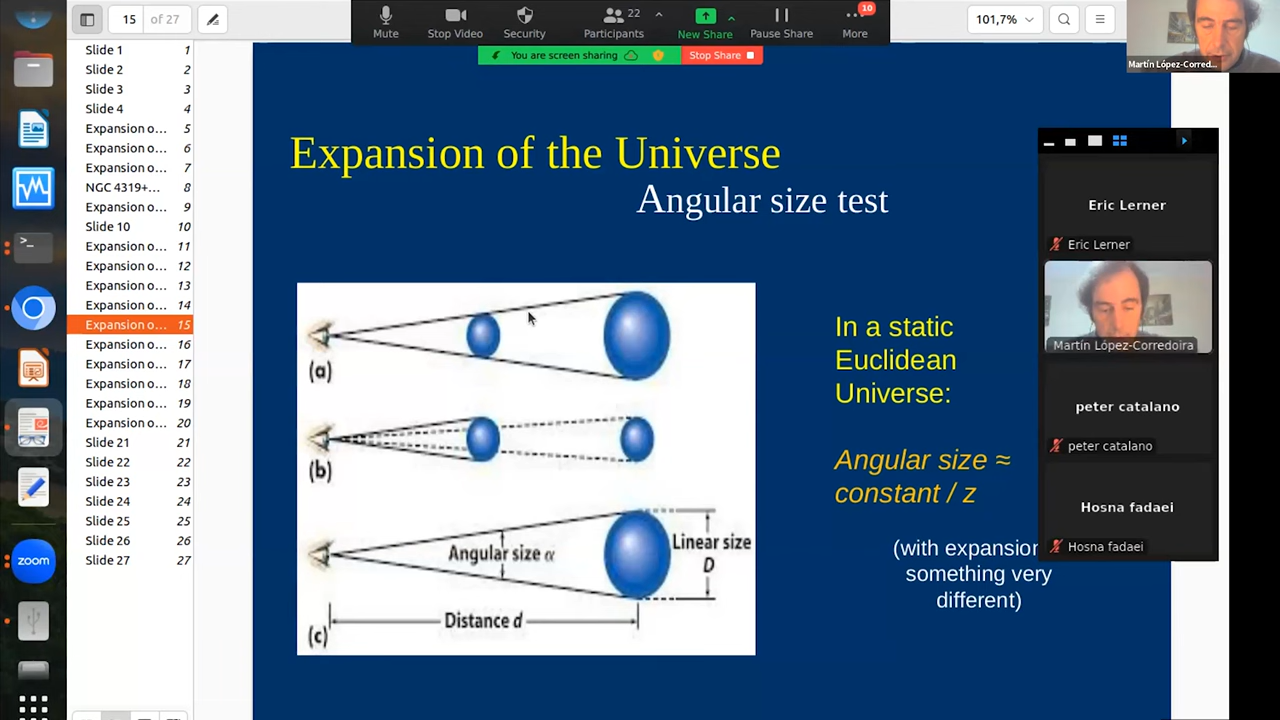 15 of 27
Mute
Stop Video
Security
22
Participants
New Share
Pause Share
10
More
101,7%
You are screen sharing
Stop Share
Martín López-Corred...
Slide 1 1
Slide 2 2
Slide 3 3
Slide 4 4
Expansion o... 5
Expansion o... 6
Expansion o... 7
NGC 4319+... 8
Expansion o... 9
Slide 10 10
Expansion o... 11
Expansion o... 12
Expansion o... 13
Expansion o... 14
Expansion o... 15
Expansion o... 16
Expansion o... 17
Expansion o... 18
Expansion o... 19
Expansion o... 20
Slide 21 21
Slide 22 22
Slide 23 23
Slide 24 24
Slide 25 25
Slide 26 26
Slide 27 27
zoom
Expansion of the Universe
Angular size test
(a)
(b)
Angular size α
Linear size
D
Distance d
(c)
In a static
Euclidean
Universe:
Angular size ≈
constant / z
(with expansion
something very
different)
Eric Lerner
Eric Lerner
Martín López-Corredoira
peter catalano
peter catalano
Hosna fadaei
Hosna fadaei